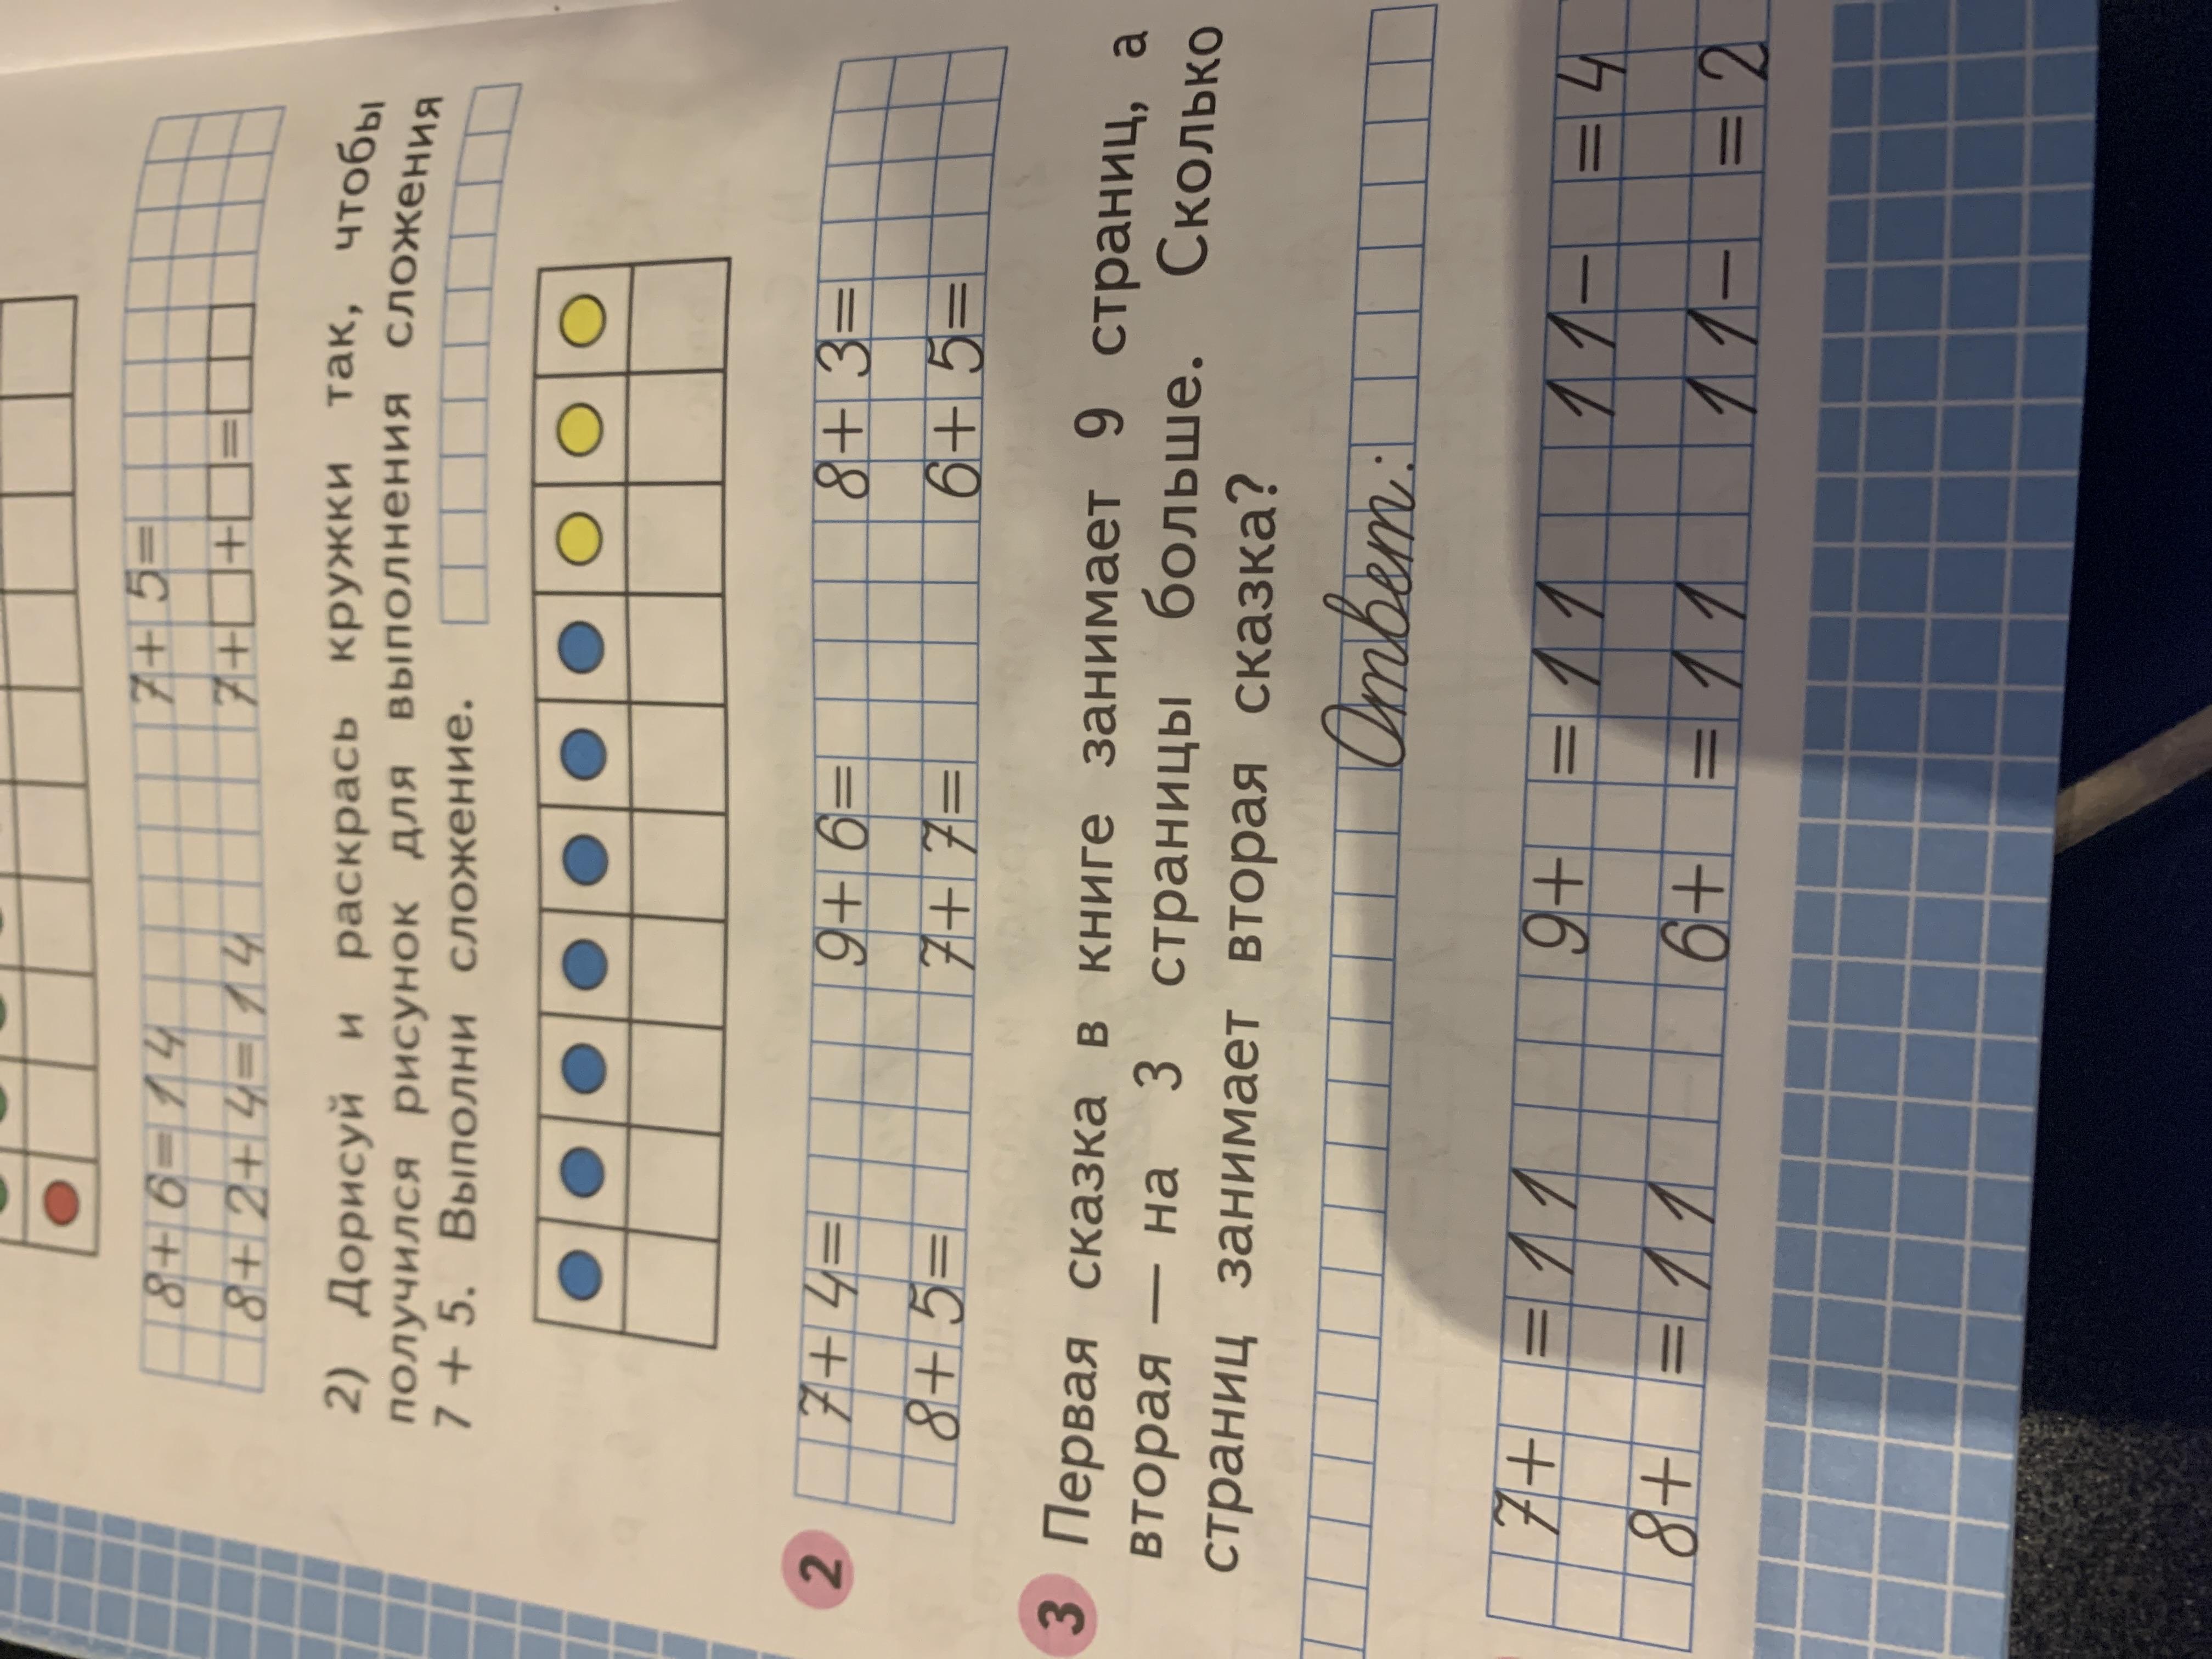 8+6=14 7+5=
8+2+4=14 7+□+□=□□
2) Дорисуй и раскрась кружки так, чтобы
получился рисунок для выполнения сложения
7 + 5. Выполни сложение.
2 7+4= 9+6= 8+3=
8+5= 7+7= 6+5=
3 Первая сказка в книге занимает 9 страниц, а
вторая — на 3 страницы больше. Сколько
страниц занимает вторая сказка?
Ответ:
7+ =11 9+ =11 11- =4
8+ =11 6+ =11 11- =2